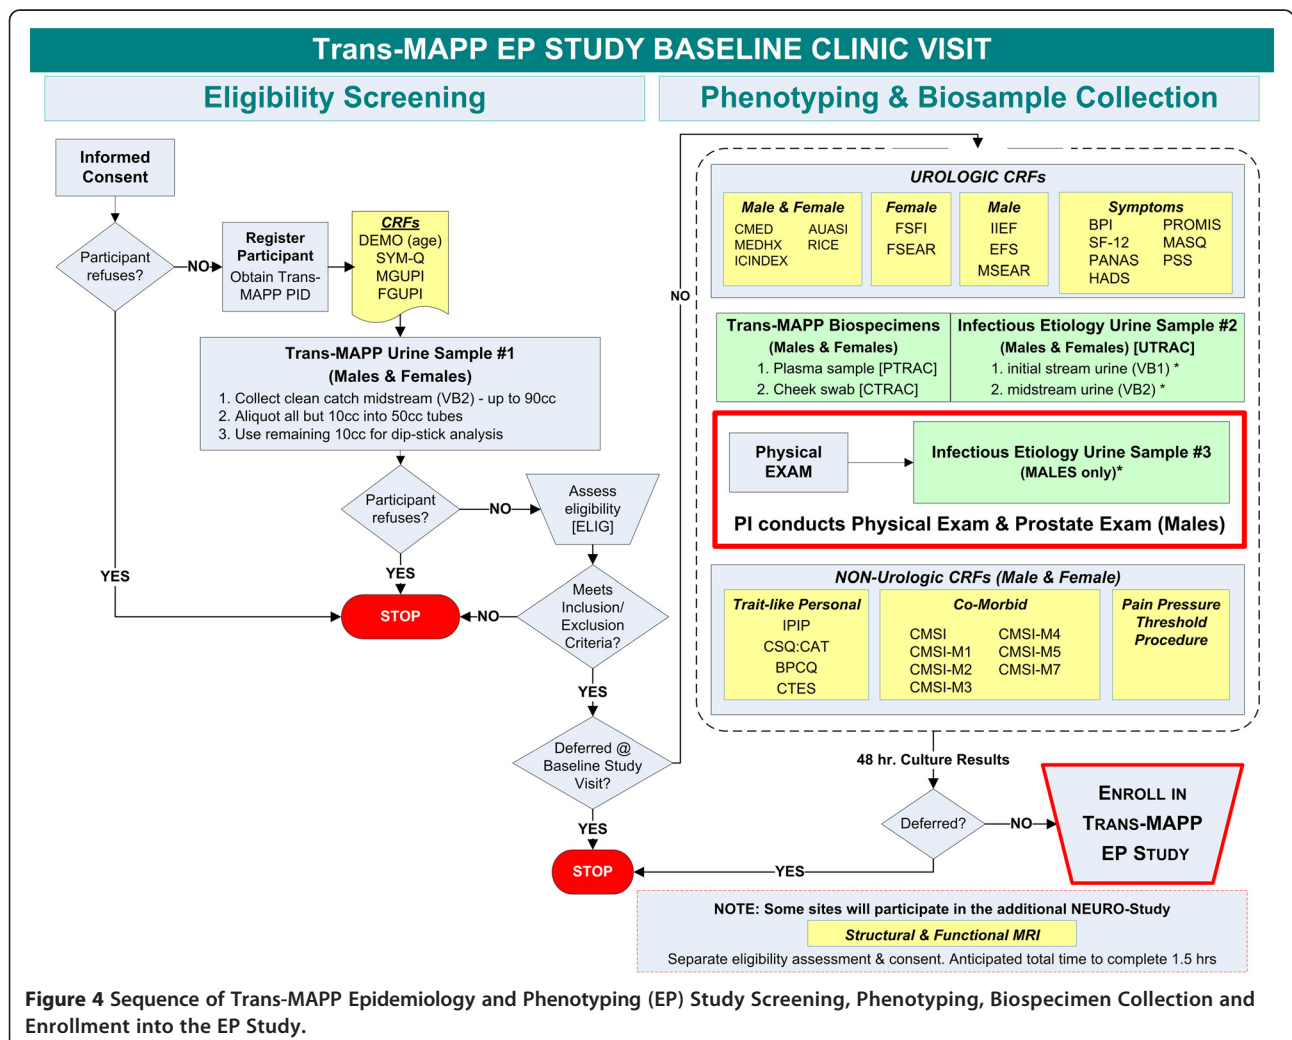 Trans-MAPP EP STUDY BASELINE CLINIC VISIT
Eligibility Screening
Informed
Consent
Participant
refuses?
NO
Register
Participant
Obtain Trans-
MAPP PID
CRFs
DEMO (age)
SYM-Q
MGUPI
FGUPI
Trans-MAPP Urine Sample #1
(Males & Females)
1. Collect clean catch midstream (VB2) - up to 90cc
2. Aliquot all but 10cc into 50cc tubes
3. Use remaining 10cc for dip-stick analysis
Participant
refuses?
NO
Assess
eligibility
[ELIG]
YES
YES
STOP
NO
Meets
Inclusion/
Exclusion
Criteria?
YES
Deferred @
Baseline Study
Visit?
NO
YES
STOP
Phenotyping & Biosample Collection
UROLOGIC CRFs
Male & Female
CMED AUASI
MEDHX RICE
ICINDEX
Female
FSFI
FSEAR
Male
IIEF
EFS
MSEAR
Symptoms
BPI PROMIS
SF-12 MASQ
PANAS PSS
HADS
Trans-MAPP Biospecimens
(Males & Females)
1. Plasma sample [PTRAC]
2. Cheek swab [CTRAC]
Infectious Etiology Urine Sample #2
(Males & Females) [UTRAC]
1. initial stream urine (VB1) *
2. midstream urine (VB2) *
Physical
EXAM
Infectious Etiology Urine Sample #3
(MALES only)*
PI conducts Physical Exam & Prostate Exam (Males)
NON-Urologic CRFs (Male & Female)
Trait-like Personal
IPIP
CSQ:CAT
BPCQ
CTES
Co-Morbid
CMSI CMSI-M4
CMSI-M1 CMSI-M5
CMSI-M2 CMSI-M7
CMSI-M3
Pain Pressure
Threshold
Procedure
48 hr. Culture Results
Deferred?
NO
YES
ENROLL IN
TRANS-MAPP
EP STUDY
NOTE: Some sites will participate in the additional NEURO-Study
Structural & Functional MRI
Separate eligibility assessment & consent. Anticipated total time to complete 1.5 hrs
Figure 4 Sequence of Trans-MAPP Epidemiology and Phenotyping (EP) Study Screening, Phenotyping, Biospecimen Collection and
Enrollment into the EP Study.